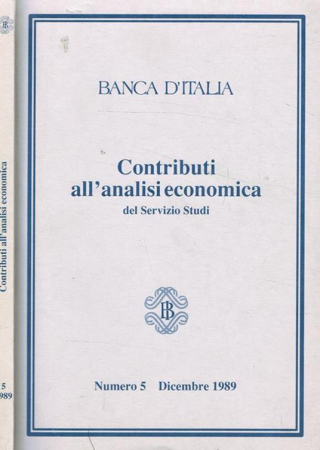 BANCA D'ITALIA
Contributi
all'analisi economica
del Servizio Studi
B
Numero 5 Dicembre 1989
B
Contributi all'analisi economica
5
1989